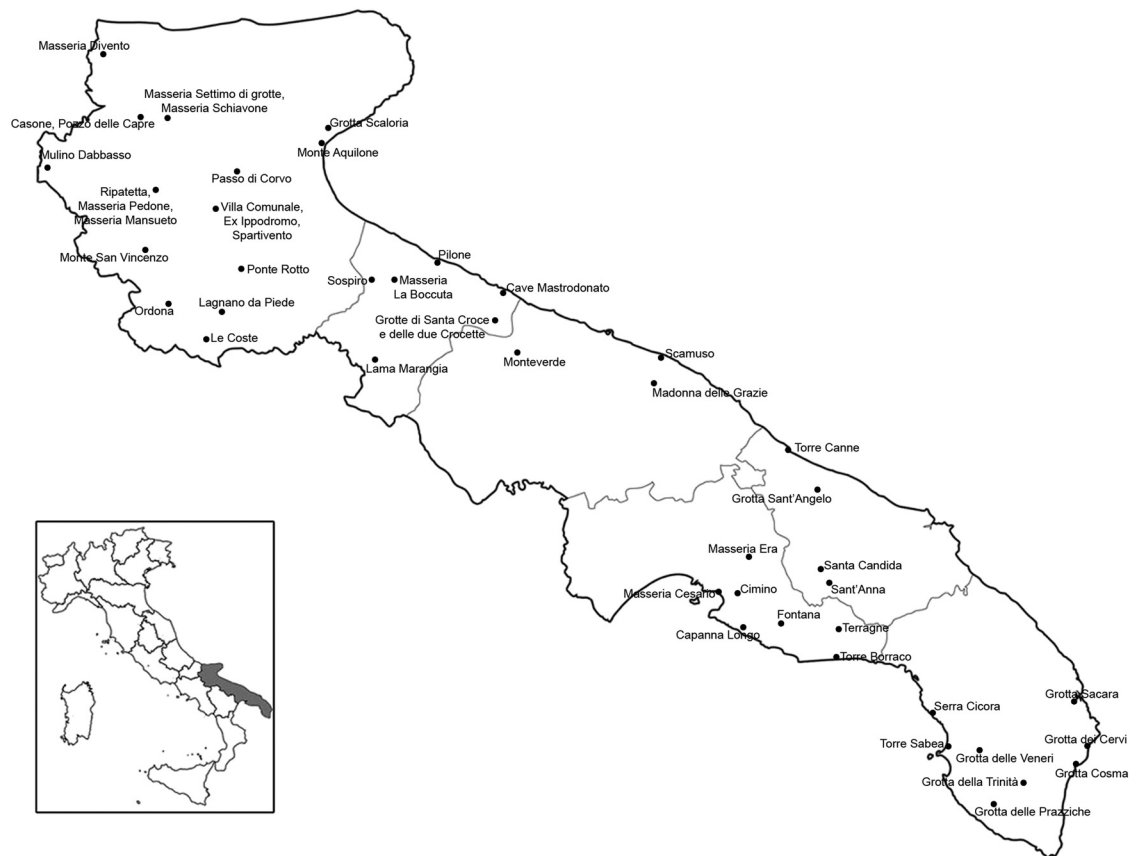 Masseria Divento
Masseria Settimo di grotte,
Masseria Schiavone
Casone, Pozzo delle Capre
Grotta Scaloria
Monte Aquilone
Mulino Dabbasso
Passo di Corvo
Ripatetta,
Masseria Pedone,
Masseria Mansueto
Villa Comunale,
Ex Ippodromo,
Spartivento
Monte San Vincenzo
Ponte Rotto
Pilone
Sospiro
Masseria
La Boccuta
Cave Mastrodonato
Ordona
Lagnano da Piede
Grotte di Santa Croce
e delle due Crocette
Le Coste
Lama Marangia
Monteverde
Scamuso
Madonna delle Grazie
Torre Canne
Grotta Sant'Angelo
Masseria Era
Santa Candida
Sant'Anna
Masseria Cesario
Cimino
Fontana
Capanna Longo
Terragne
Torre Borraco
Grotta Sacara
Serra Cicora
Torre Sabea
Grotta dei Cervi
Grotta delle Veneri
Grotta Cosma
Grotta della Trinità
Grotta delle Prazziche